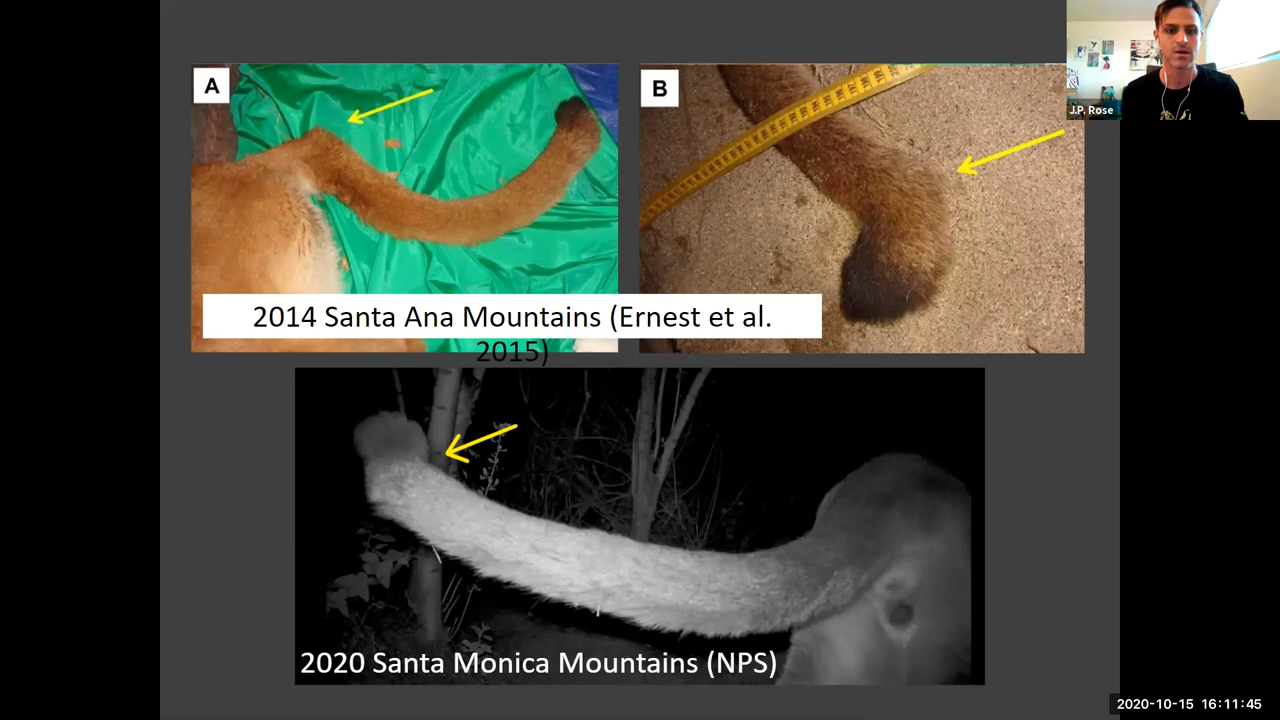 A
B
J.P. Rose
2014 Santa Ana Mountains (Ernest et al.
2015)
2020 Santa Monica Mountains (NPS)
2020-10-15 16:11:45